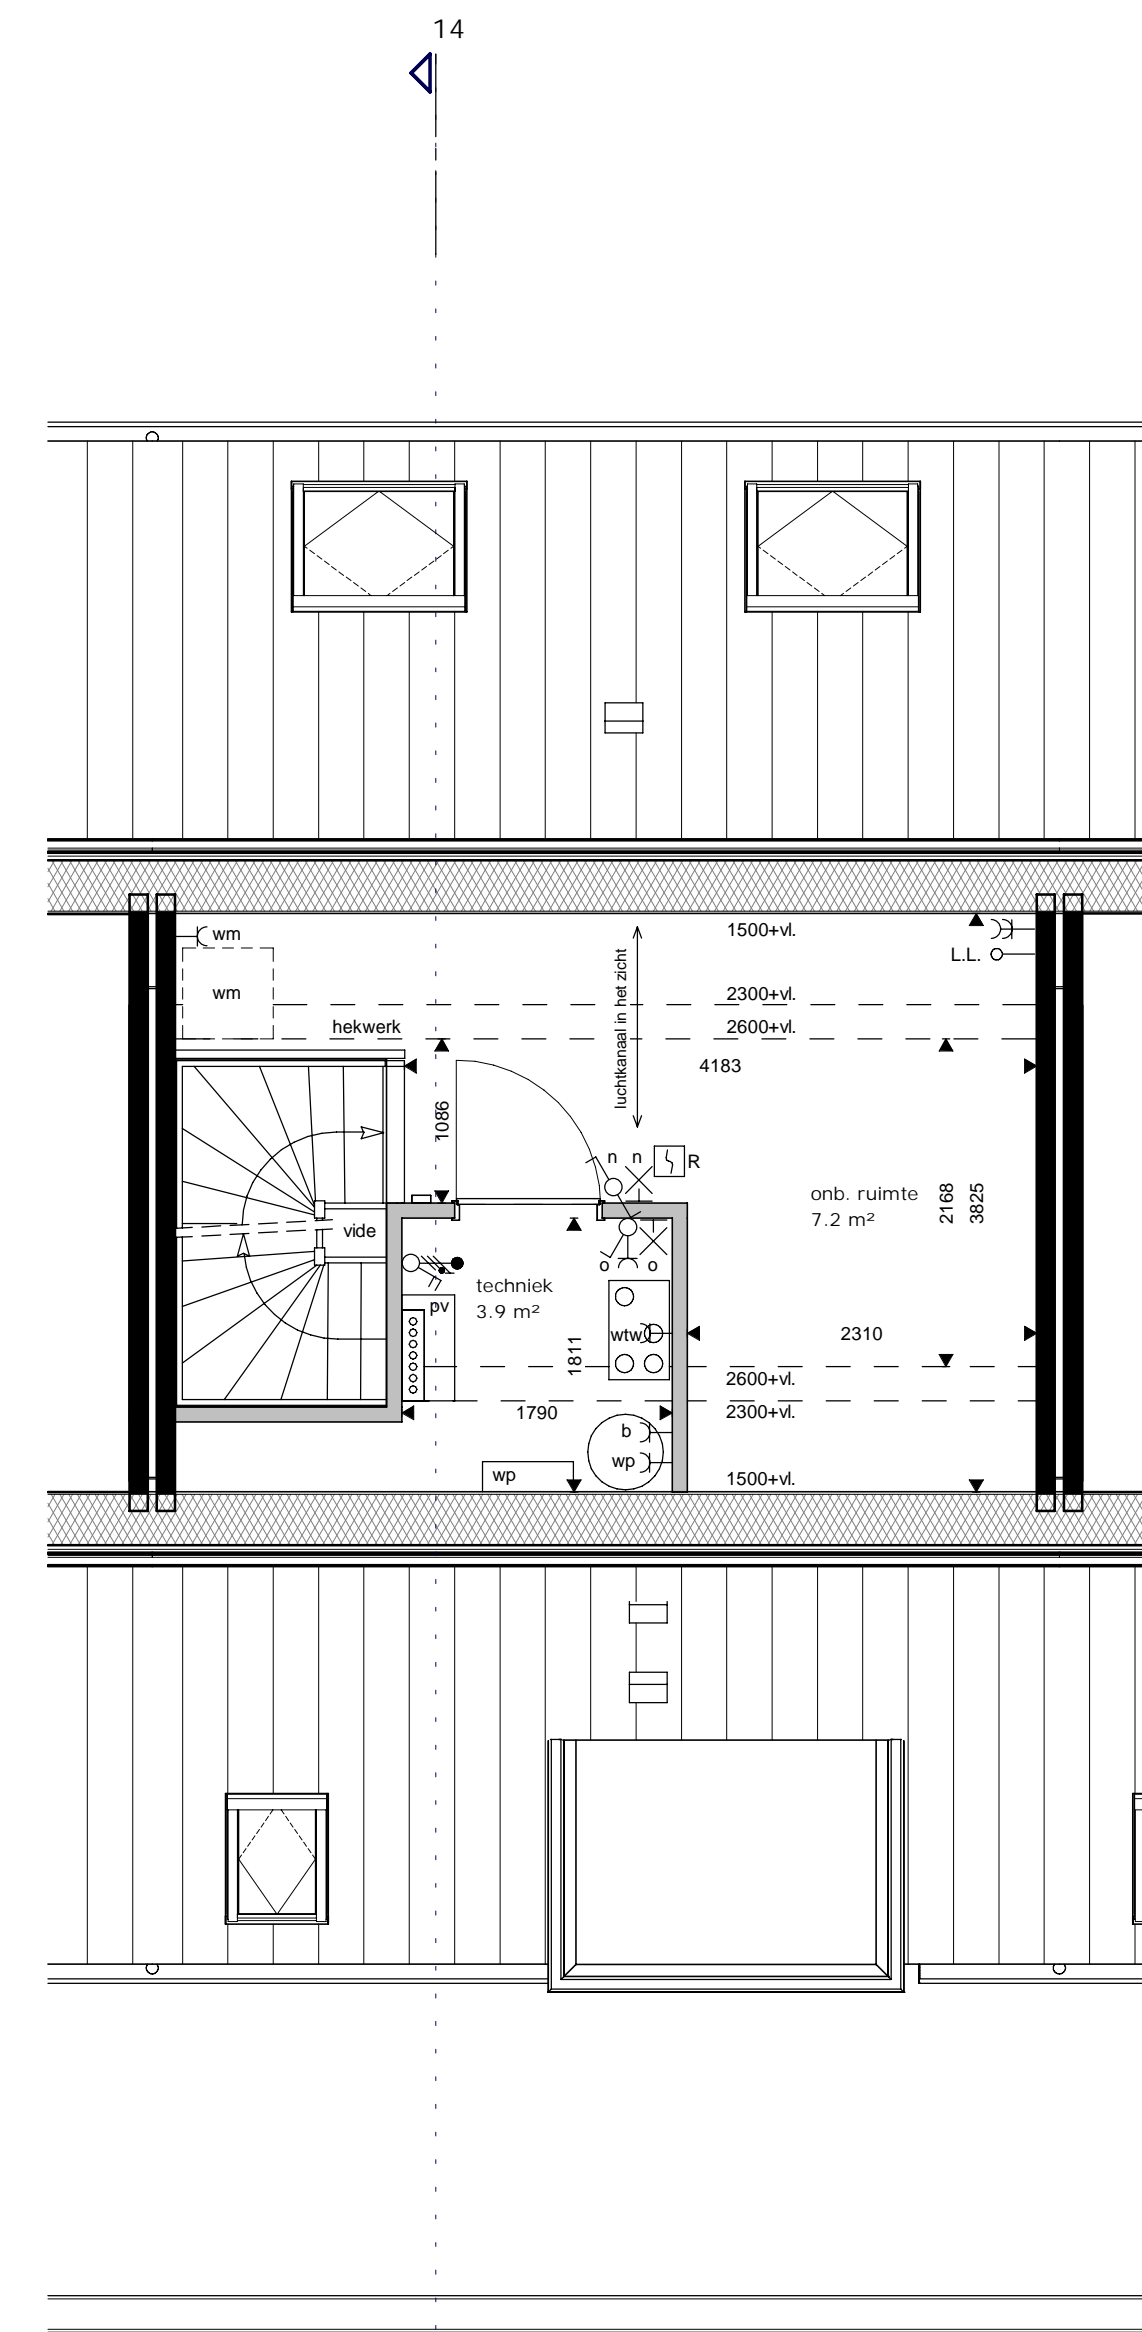 14
wm
1500+vl.
L.L.
wm
2300+vl.
hekwerk
2600+vl.
luchtkanaal in het zicht
4183
1086
n n
R
onb. ruimte
7.2 m²
2168
3825
vide
o o
techniek
3.9 m²
pv
wtw
2310
1811
2600+vl.
1790
2300+vl.
b
wp
wp
1500+vl.